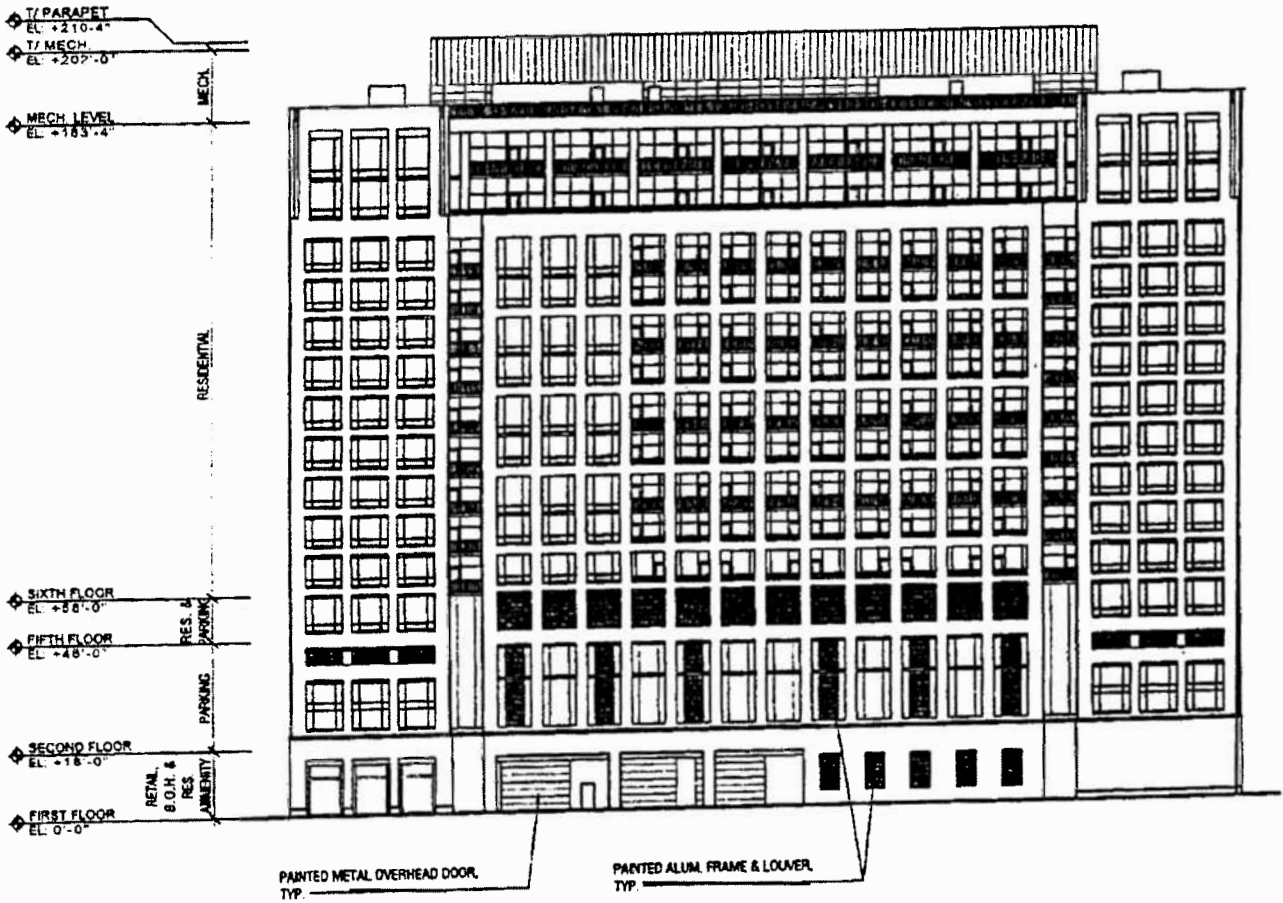 T/ PARAPET
EL: +210-4"
T/ MECH.
EL: +202'-0"
MECH.
MECH. LEVEL
EL: +183'-4"
RESIDENTIAL
SIXTH FLOOR
EL: +58'-0"
RES. &
PARKING
FIFTH FLOOR
EL: +48'-0"
PARKING
SECOND FLOOR
EL: +18'-0"
RETAIL,
B.O.H. &
RES.
AMENITY
FIRST FLOOR
EL: 0'-0"
PAINTED METAL OVERHEAD DOOR,
TYP.
PAINTED ALUM. FRAME & LOUVER,
TYP.